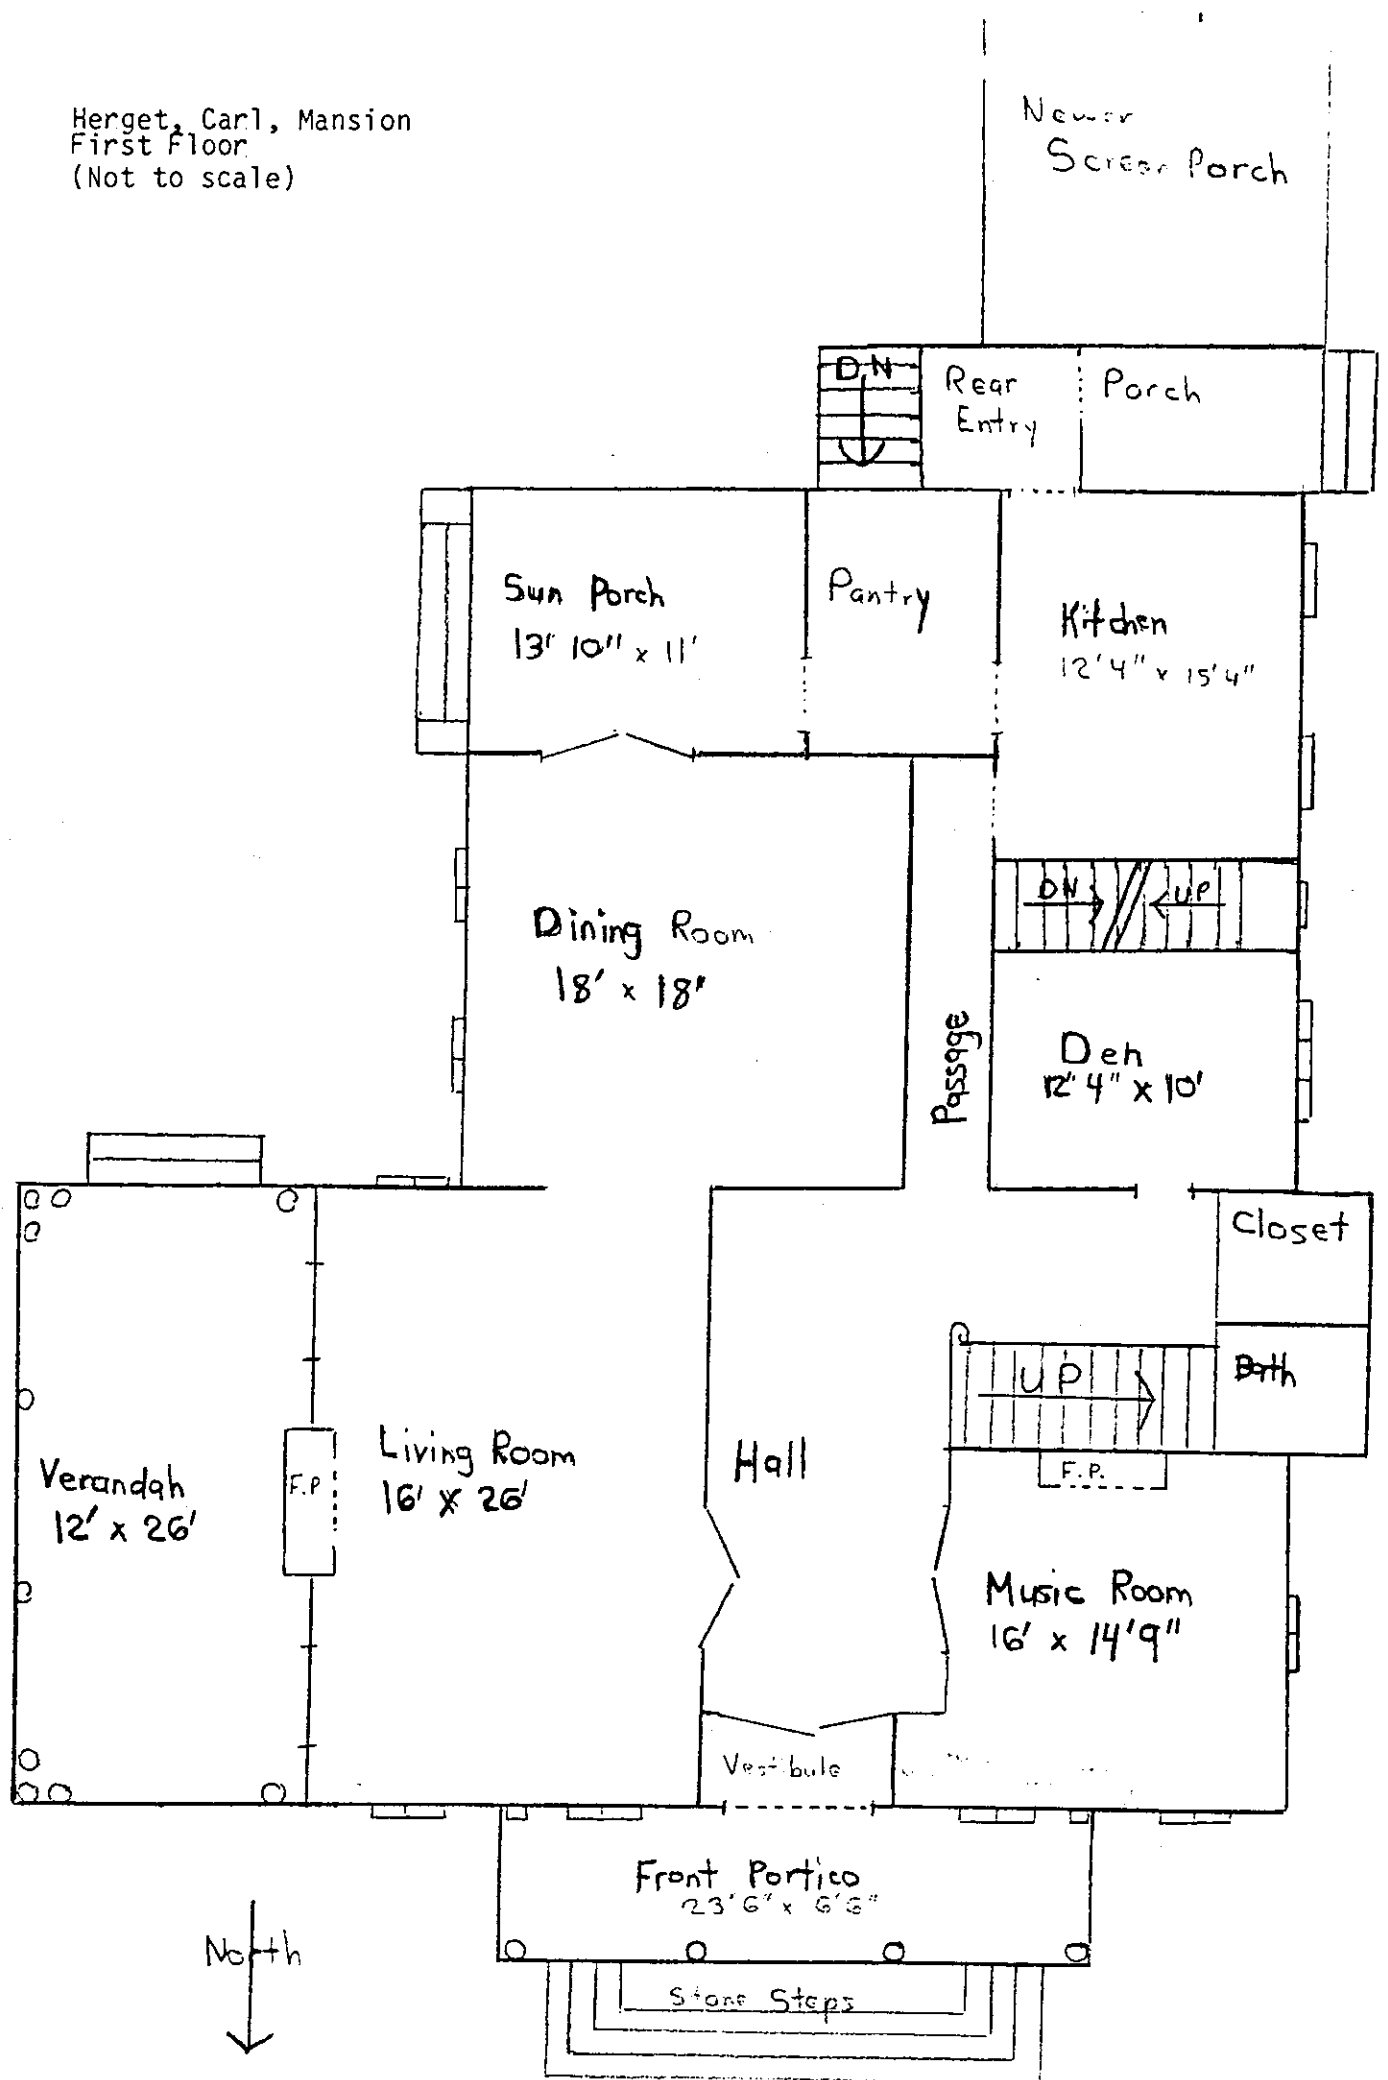 Herget, Carl, Mansion
First Floor
(Not to scale)
Newer
Screen Porch
DN
Rear
Entry
Porch
Sun Porch
13' 10" x 11'
Pantry
Kitchen
12'4" x 15'4"
DN
UP
Dining Room
18' x 18'
Passage
Den
12' 4" x 10'
Closet
Bath
UP
F.P.
Hall
Living Room
16' x 26'
F.P
Verandah
12' x 26'
Music Room
16' x 14'9"
Vestibule
Front Portico
23'6" x 6'6"
North
Stone Steps